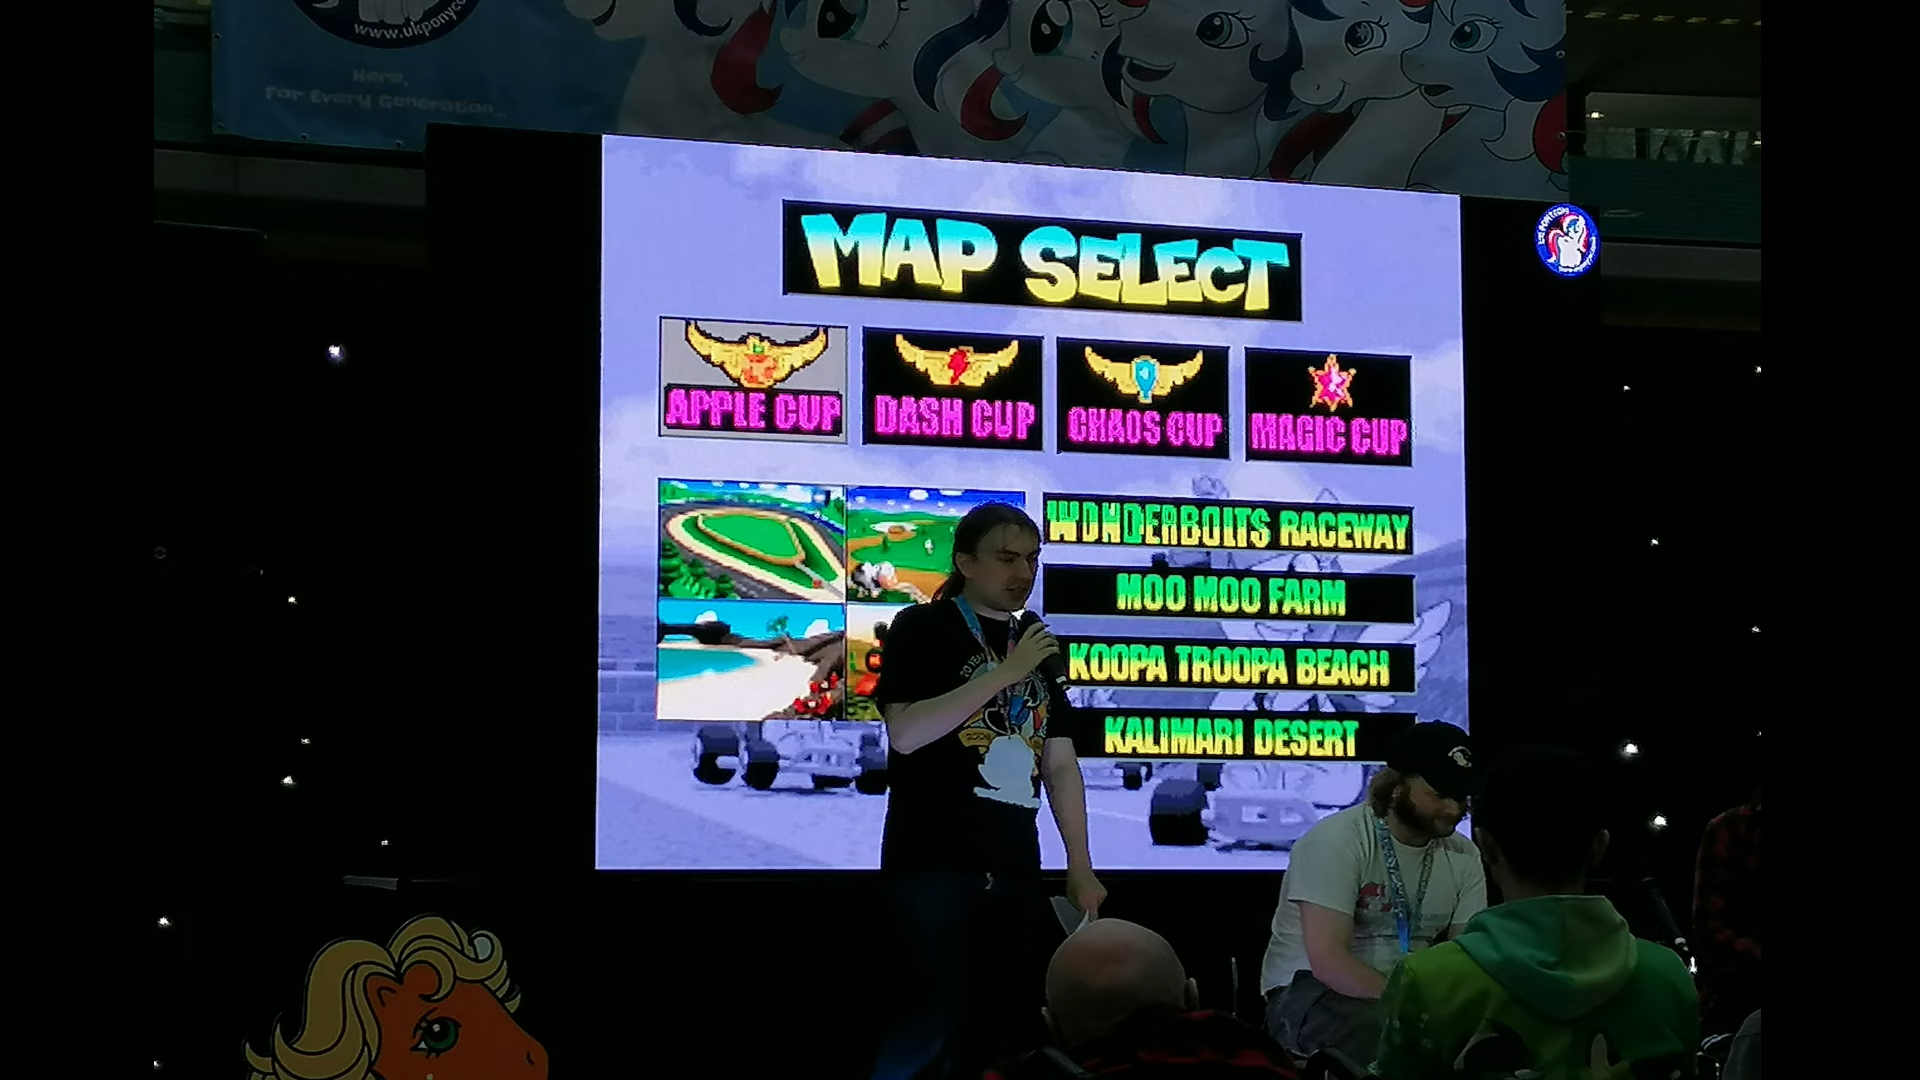 www.ukponyco
Here,
For Every Generation...
MAP SELECT
APPLE CUP
DASH CUP
CHAOS CUP
MAGIC CUP
WONDERBOLTS RACEWAY
MOO MOO FARM
KOOPA TROOPA BEACH
KALIMARI DESERT